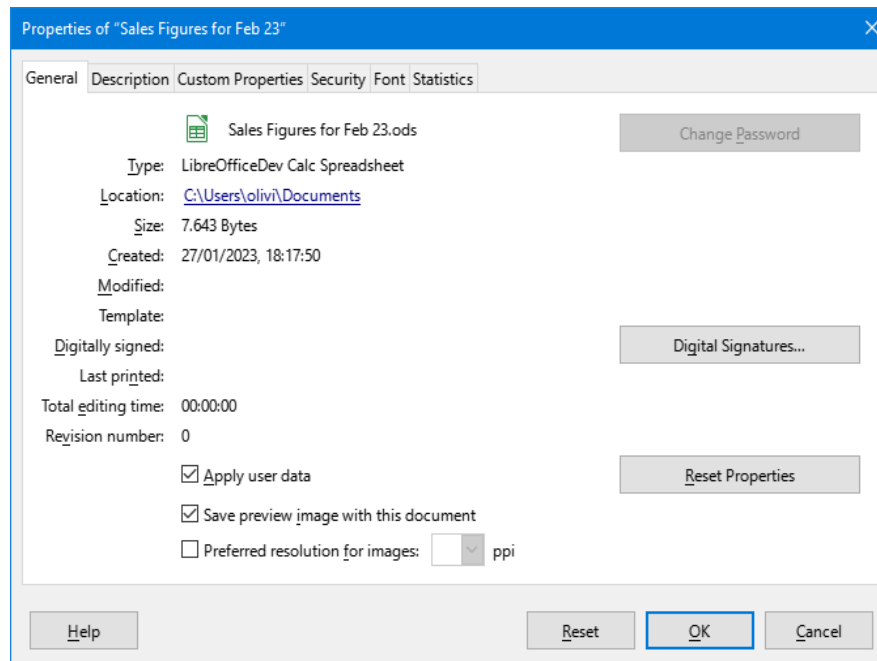 Properties of “Sales Figures for Feb 23”
General Description Custom Properties Security Font Statistics
Sales Figures for Feb 23.ods
Change Password
Type: LibreOfficeDev Calc Spreadsheet
Location: C:\Users\olivi\Documents
Size: 7.643 Bytes
Created: 27/01/2023, 18:17:50
Modified:
Template:
Digitally signed: Digital Signatures...
Last printed:
Total editing time: 00:00:00
Revision number: 0
Apply user data Reset Properties
Save preview image with this document
Preferred resolution for images: ppi
Help Reset OK Cancel